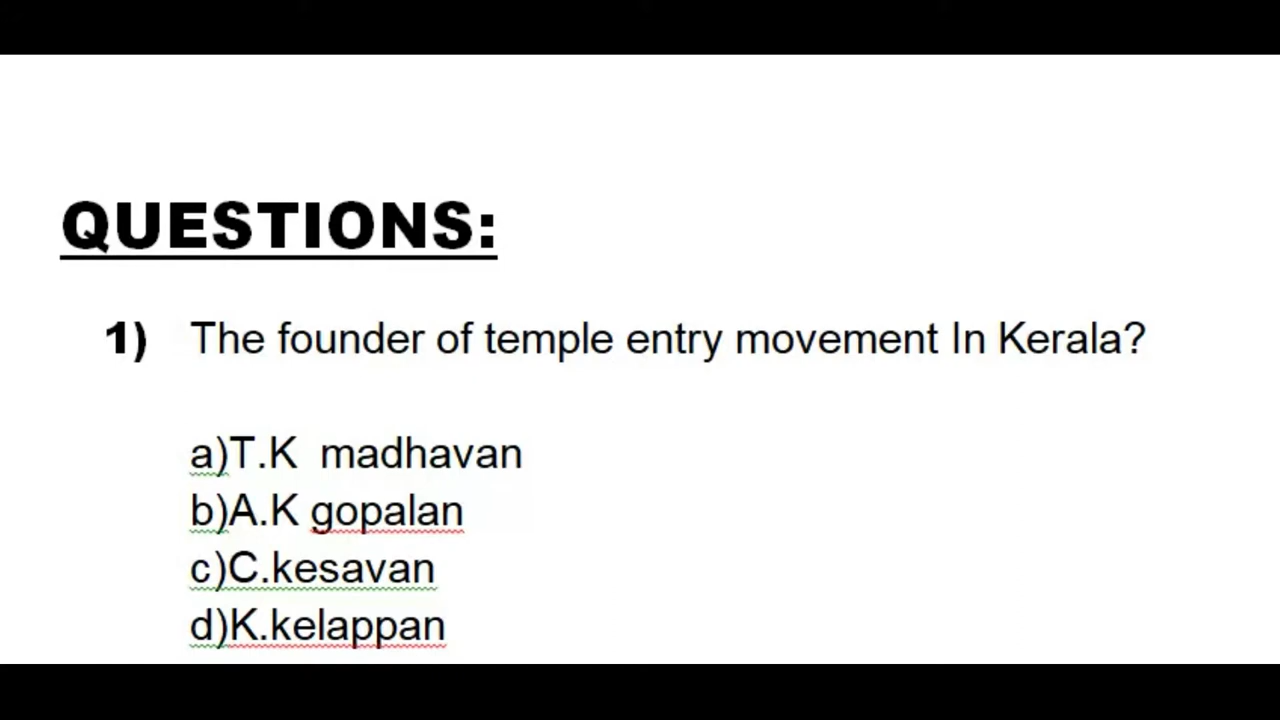 QUESTIONS:
1) The founder of temple entry movement In Kerala?
a)T.K madhavan
b)A.K gopalan
c)C.kesavan
d)K.kelappan